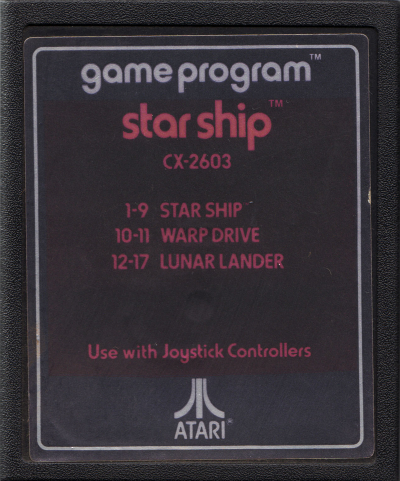 game program™
star ship™
CX-2603
1-9 STAR SHIP
10-11 WARP DRIVE
12-17 LUNAR LANDER
Use with Joystick Controllers
ATARI®